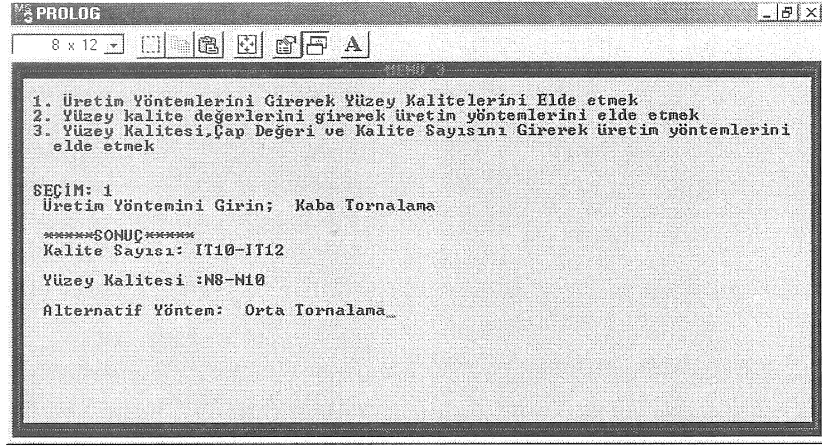 PROLOG
8 x 12
A
MENU 3
1. Üretim Yöntemlerini Girerek Yüzey Kalitelerini Elde etmek
2. Yüzey kalite değerlerini girerek üretim yöntemlerini elde etmek
3. Yüzey Kalitesi,Çap Değeri ve Kalite Sayısını Girerek üretim yöntemlerini
elde etmek
SEÇİM: 1
Üretim Yöntemini Girin; Kaba Tornalama
*****SONUÇ*****
Kalite Sayısı: IT10-IT12
Yüzey Kalitesi :N8-N10
Alternatif Yöntem: Orta Tornalama_